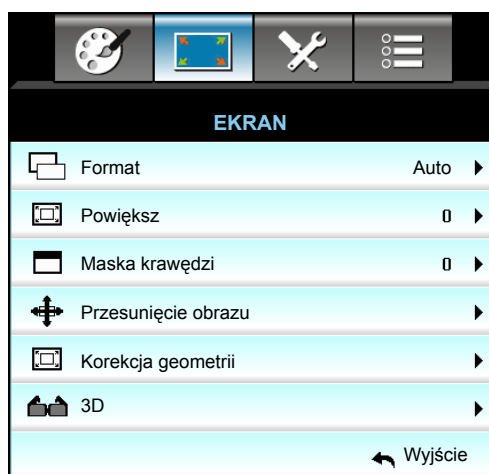 EKRAN
Format Auto
Powiększ 0
Maska krawędzi 0
Przesunięcie obrazu
Korekcja geometrii
3D
Wyjście